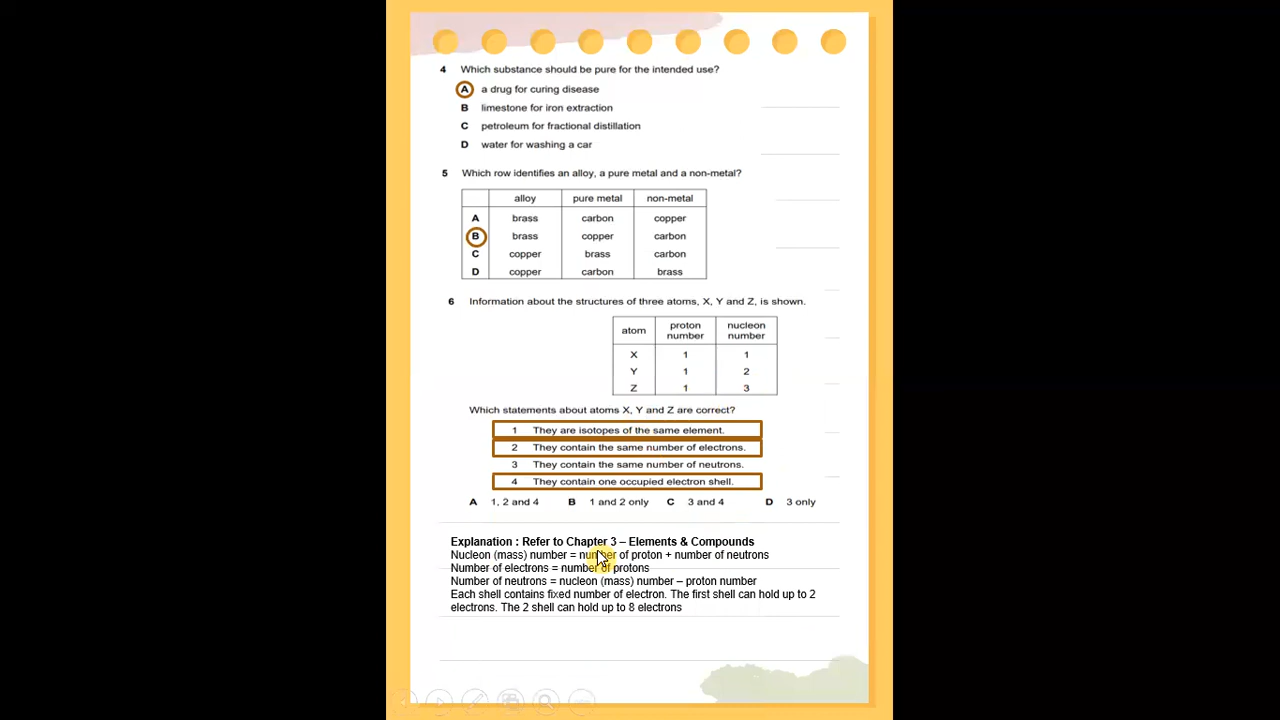 4 Which substance should be pure for the intended use?
A a drug for curing disease
B limestone for iron extraction
C petroleum for fractional distillation
D water for washing a car
5 Which row identifies an alloy, a pure metal and a non-metal?
alloy pure metal non-metal
A brass carbon copper
B brass copper carbon
C copper brass carbon
D copper carbon brass
6 Information about the structures of three atoms, X, Y and Z, is shown.
atom proton number nucleon number
X 1 1
Y 1 2
Z 1 3
Which statements about atoms X, Y and Z are correct?
1 They are isotopes of the same element.
2 They contain the same number of electrons.
3 They contain the same number of neutrons.
4 They contain one occupied electron shell.
A 1, 2 and 4 B 1 and 2 only C 3 and 4 D 3 only
Explanation : Refer to Chapter 3 – Elements & Compounds
Nucleon (mass) number = number of proton + number of neutrons
Number of electrons = number of protons
Number of neutrons = nucleon (mass) number – proton number
Each shell contains fixed number of electron. The first shell can hold up to 2
electrons. The 2 shell can hold up to 8 electrons